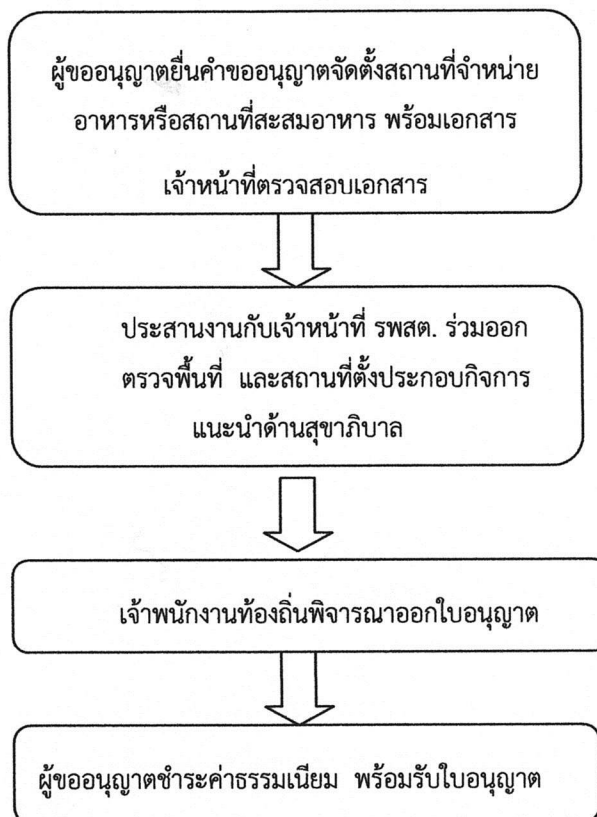 ผู้ขออนุญาตยื่นคำขออนุญาตจัดตั้งสถานที่จำหน่าย
อาหารหรือสถานที่สะสมอาหาร พร้อมเอกสาร
เจ้าหน้าที่ตรวจสอบเอกสาร
ประสานงานกับเจ้าหน้าที่ รพสต. ร่วมออก
ตรวจพื้นที่ และสถานที่ตั้งประกอบกิจการ
แนะนำด้านสุขาภิบาล
เจ้าพนักงานท้องถิ่นพิจารณาออกใบอนุญาต
ผู้ขออนุญาตชำระค่าธรรมเนียม พร้อมรับใบอนุญาต